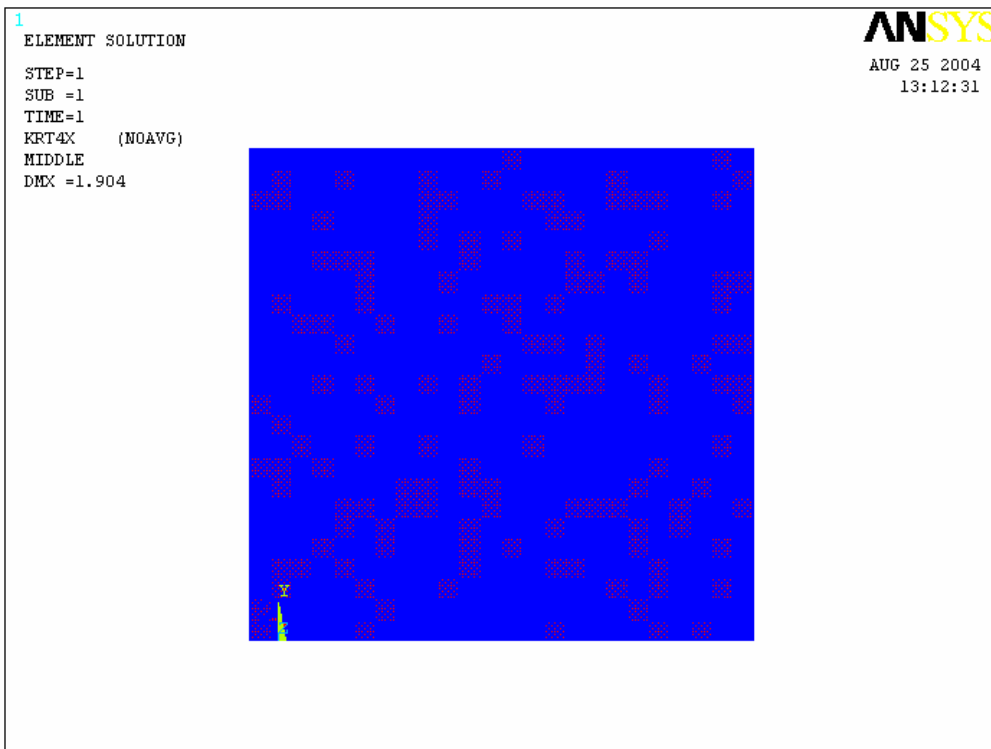 1
ELEMENT SOLUTION
STEP=1
SUB =1
TIME=1
KRT4X (NOAVG)
MIDDLE
DMX =1.904
ANSYS
AUG 25 2004
13:12:31
Y
Z